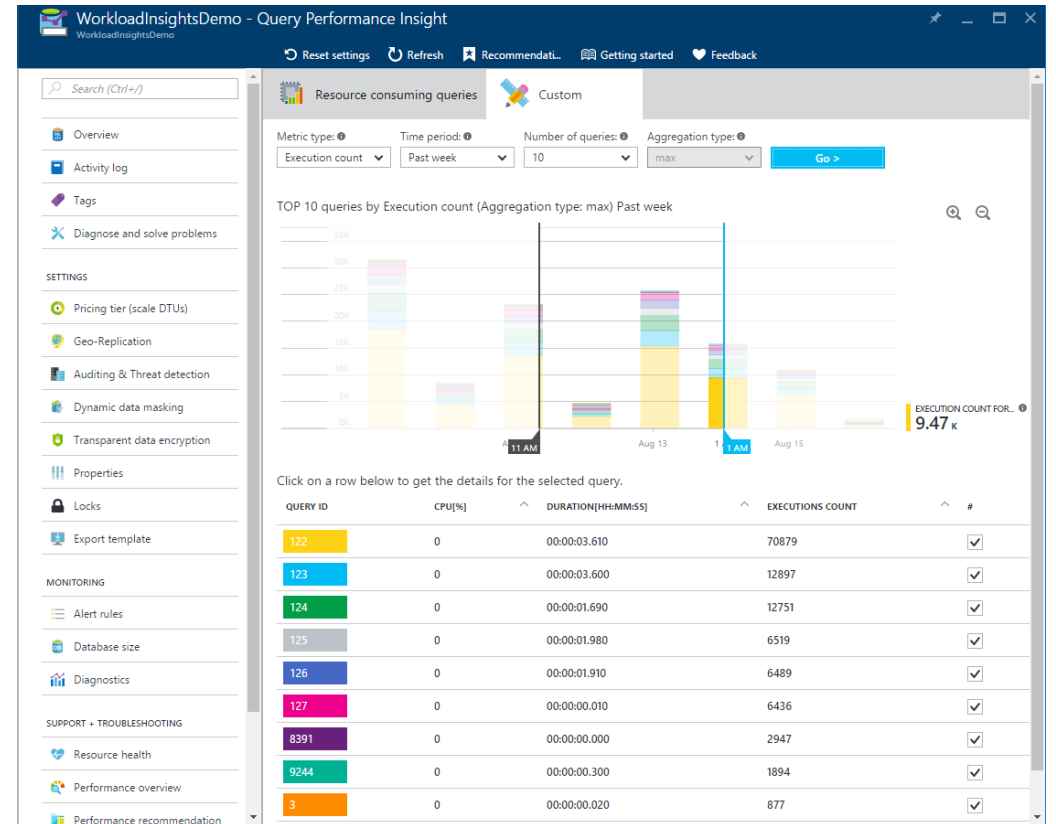 WorkloadInsightsDemo - Query Performance Insight
WorkloadInsightsDemo
Reset settings Refresh Recommendati... Getting started Feedback
Search (Ctrl+/)
Overview
Activity log
Tags
Diagnose and solve problems
SETTINGS
Pricing tier (scale DTUs)
Geo-Replication
Auditing & Threat detection
Dynamic data masking
Transparent data encryption
Properties
Locks
Export template
MONITORING
Alert rules
Database size
Diagnostics
SUPPORT + TROUBLESHOOTING
Resource health
Performance overview
Performance recommendation
Resource consuming queries Custom
Metric type: Time period: Number of queries: Aggregation type:
Execution count Past week 10 max Go >
TOP 10 queries by Execution count (Aggregation type: max) Past week
35K
30K
25K
20K
15K
10K
5K
0K
11 AM Aug 13 1 AM Aug 15
EXECUTION COUNT FOR...
9.47 K
Click on a row below to get the details for the selected query.
QUERY ID CPU[%] DURATION[HH:MM:SS] EXECUTIONS COUNT #
122 0 00:00:03.610 70879
123 0 00:00:03.600 12897
124 0 00:00:01.690 12751
125 0 00:00:01.980 6519
126 0 00:00:01.910 6489
127 0 00:00:00.010 6436
8391 0 00:00:00.000 2947
9244 0 00:00:00.300 1894
3 0 00:00:00.020 877